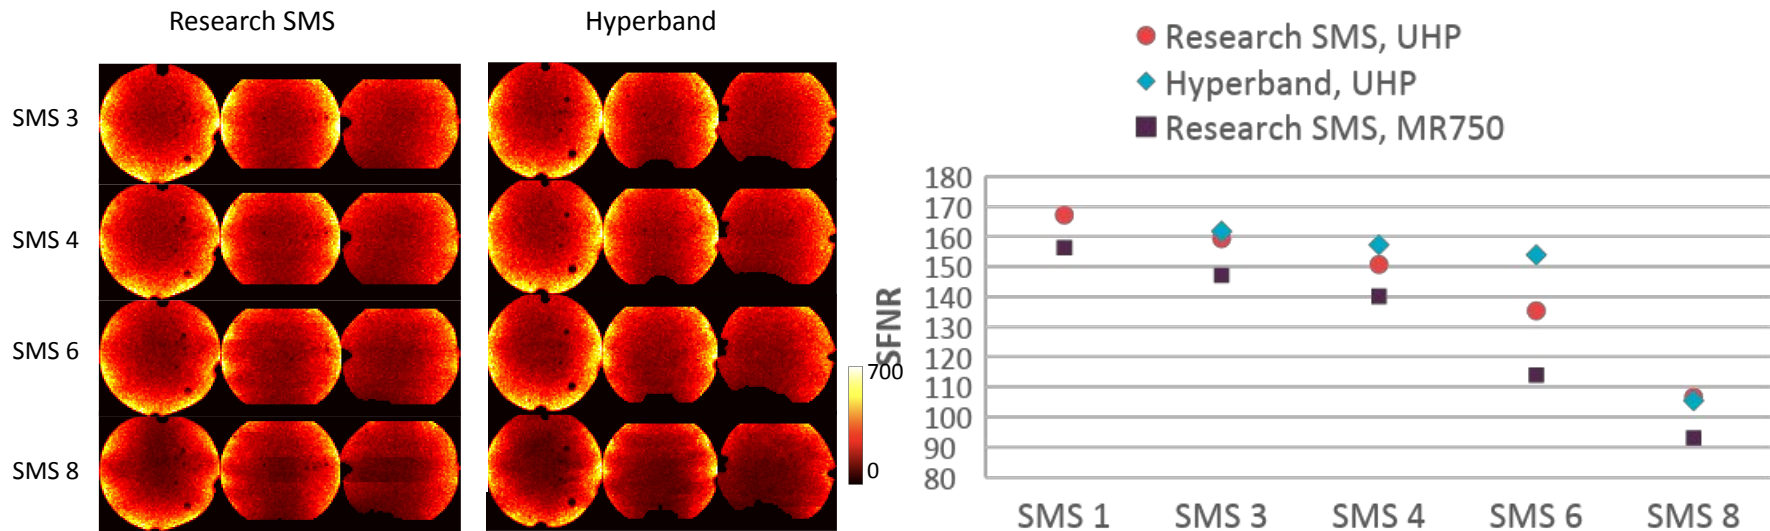 Research SMS
Hyperband
SMS 3
SMS 4
SMS 6
SMS 8
700
0
Research SMS, UHP
Hyperband, UHP
Research SMS, MR750
SFNR
180
170
160
150
140
130
120
110
100
90
80
SMS 1 SMS 3 SMS 4 SMS 6 SMS 8